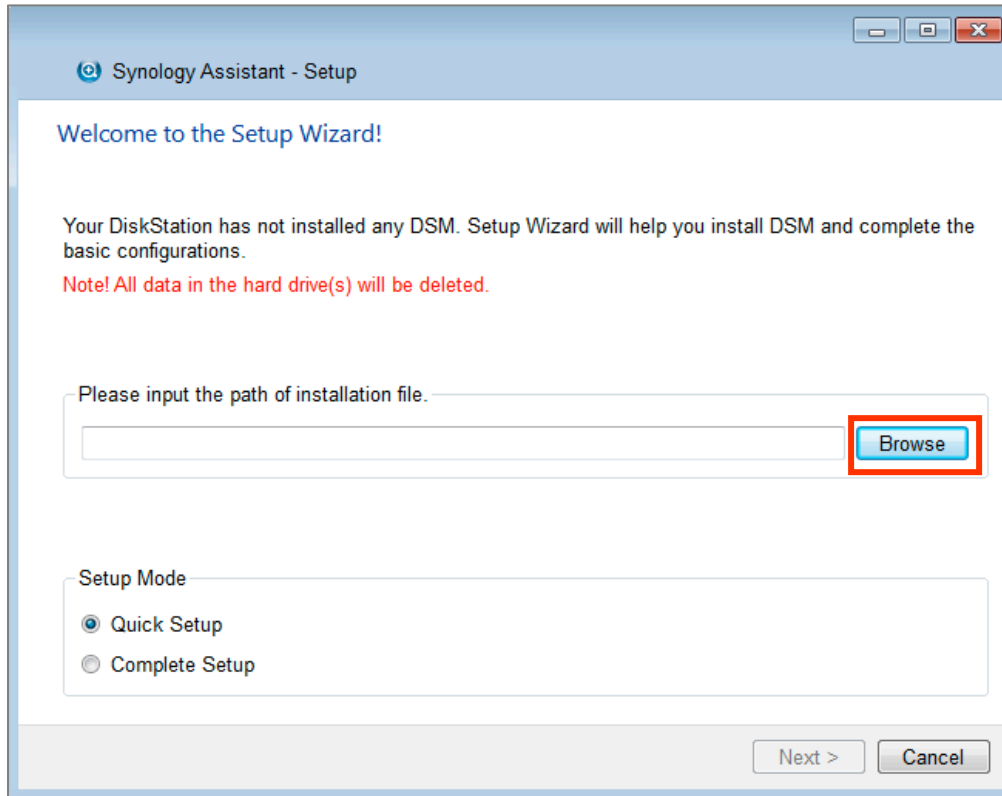 Synology Assistant - Setup
Welcome to the Setup Wizard!
Your DiskStation has not installed any DSM. Setup Wizard will help you install DSM and complete the
basic configurations.
Note! All data in the hard drive(s) will be deleted.
Please input the path of installation file.
Browse
Setup Mode
Quick Setup
Complete Setup
Next >
Cancel